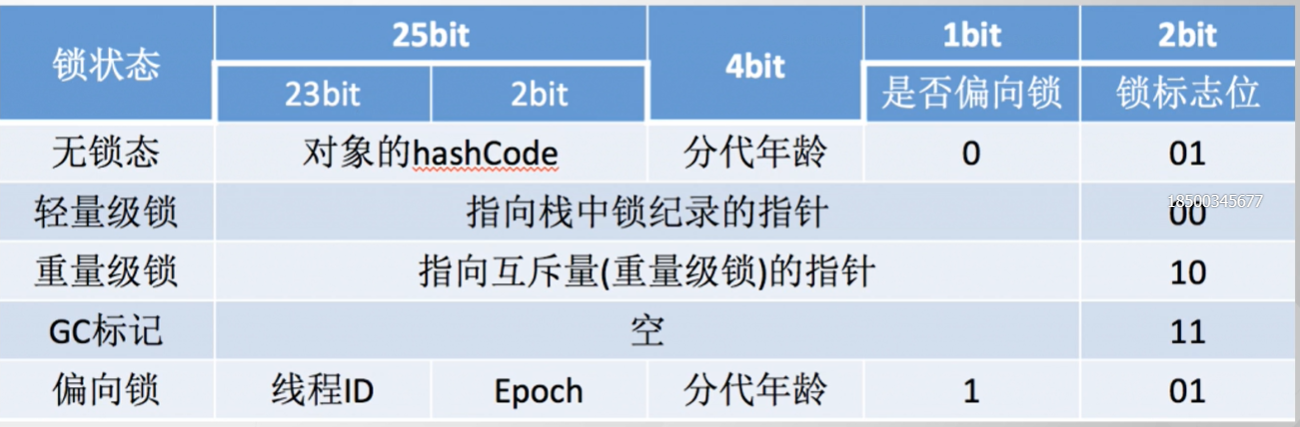 锁状态 25bit 4bit 1bit 2bit
23bit 2bit 是否偏向锁 锁标志位
无锁态 对象的hashCode 分代年龄 0 01
轻量级锁 指向栈中锁纪录的指针 00
18500345677
重量级锁 指向互斥量(重量级锁)的指针 10
GC标记 空 11
偏向锁 线程ID Epoch 分代年龄 1 01